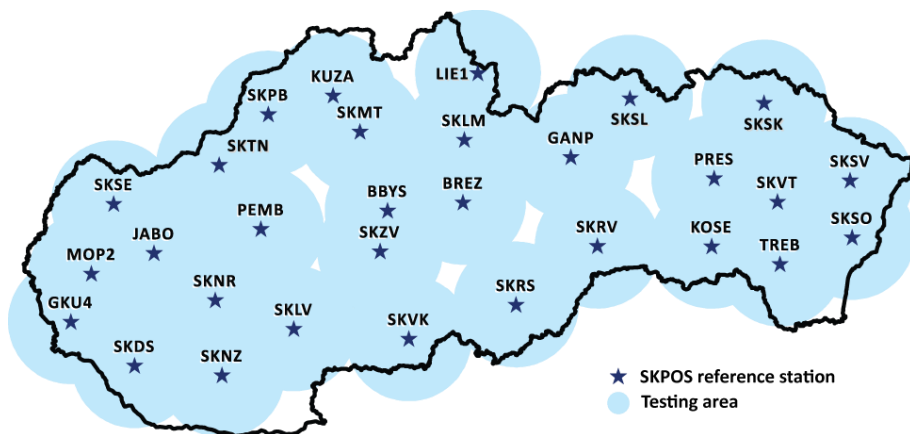 LIE1
KUZA
SKPB
SKMT
SKLM
SKSL
SKSK
GANP
SKTN
PRES
SKSV
SKSE
BBYS
BREZ
SKVT
PEMB
JABO
SKZV
SKRV
KOSE
SKSO
MOP2
TREB
SKNR
SKRS
GKU4
SKLV
SKVK
SKDS
SKNZ
SKPOS reference station
Testing area